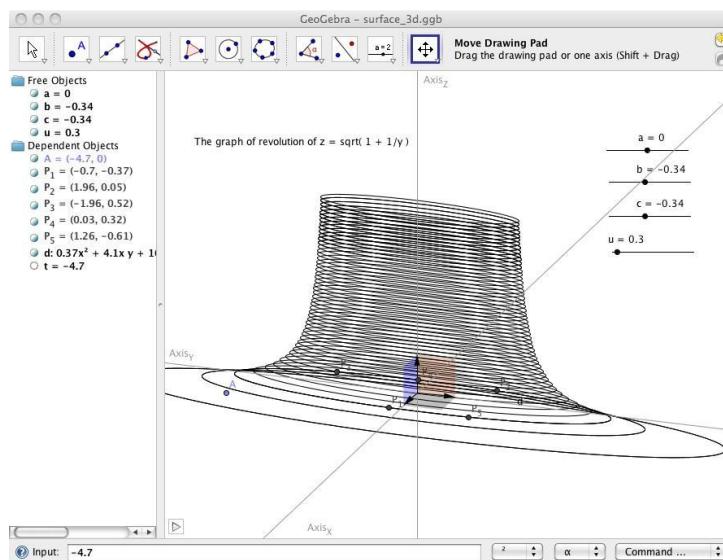 GeoGebra – surface_3d.ggb
A
α
a=2
Move Drawing Pad
Drag the drawing pad or one axis (Shift + Drag)
Free Objects
a = 0
b = -0.34
c = -0.34
u = 0.3
Dependent Objects
A = (-4.7, 0)
P1 = (-0.7, -0.37)
P2 = (1.96, 0.05)
P3 = (-1.96, 0.52)
P4 = (0.03, 0.32)
P5 = (1.26, -0.61)
d: 0.37x² + 4.1x y + 1
t = -4.7
AxisZ
The graph of revolution of z = sqrt( 1 + 1/y )
a = 0
b = -0.34
c = -0.34
u = 0.3
AxisY
A
d
P1
P5
AxisX
Input:
-4.7
²
α
Command ...